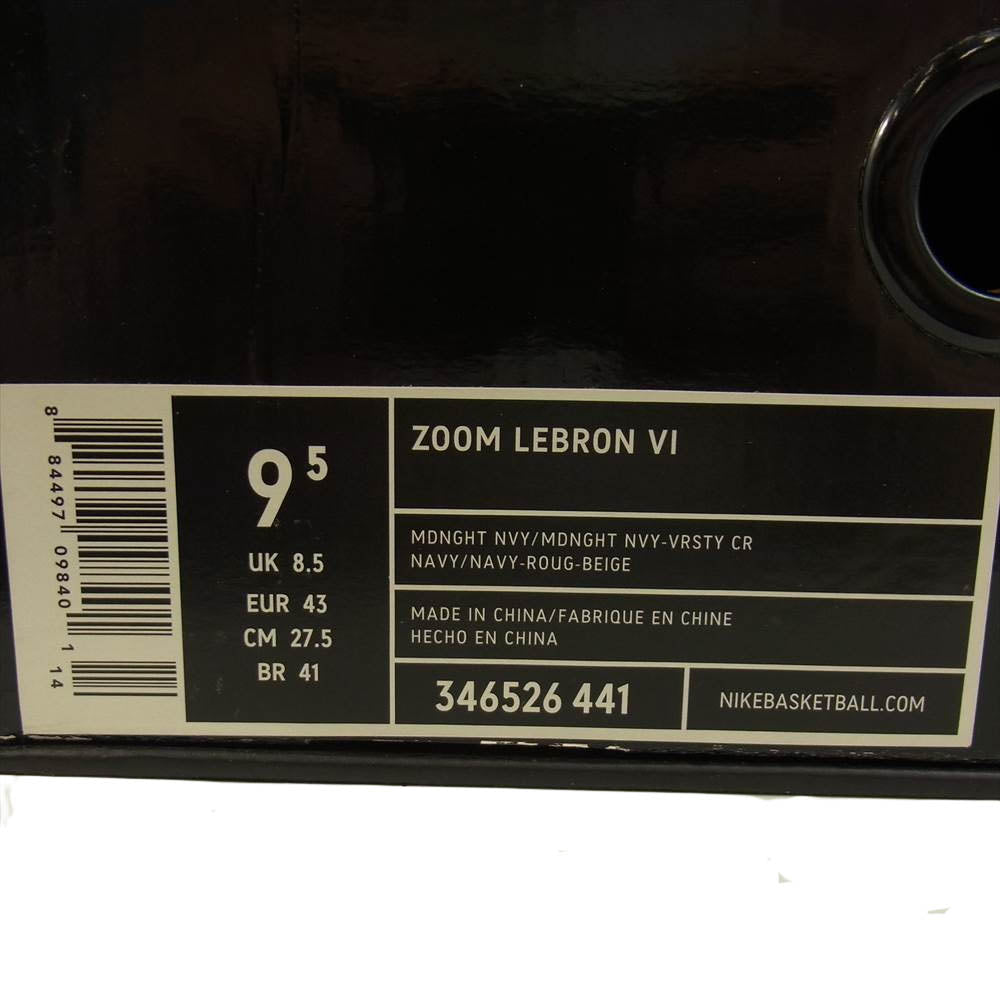 8 84497 09840 1 14
9 5
UK 8.5
EUR 43
CM 27.5
BR 41
ZOOM LEBRON VI
MDNGHT NVY/MDNGHT NVY-VRSTY CR
NAVY/NAVY-ROUG-BEIGE
MADE IN CHINA/FABRIQUE EN CHINE
HECHO EN CHINA
346526 441
NIKEBASKETBALL.COM